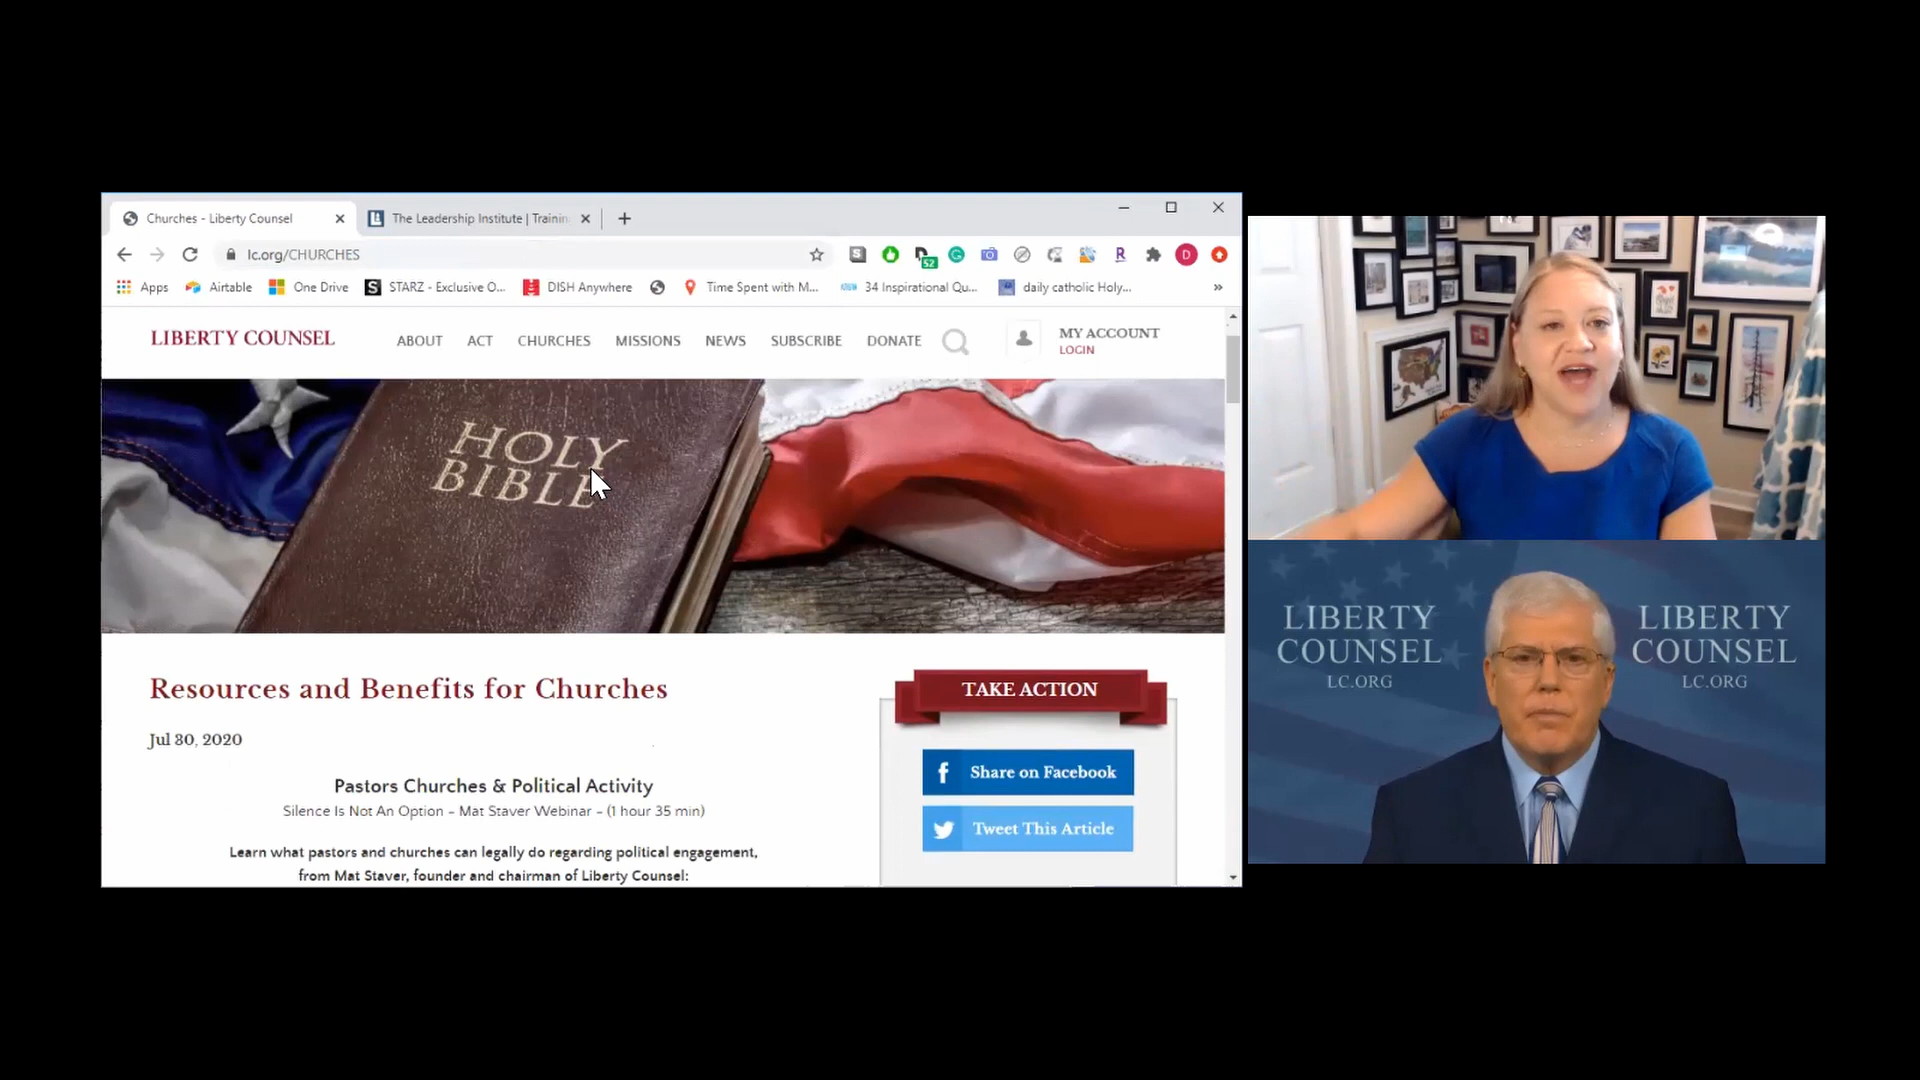 Churches - Liberty Counsel
The Leadership Institute | Trainin
lc.org/CHURCHES
52
R
D
Apps
Airtable
One Drive
S
STARZ - Exclusive O...
DISH Anywhere
Time Spent with M...
34 Inspirational Qu...
daily catholic Holy...
»
LIBERTY COUNSEL
ABOUT
ACT
CHURCHES
MISSIONS
NEWS
SUBSCRIBE
DONATE
MY ACCOUNT
LOGIN
HOLY
BIBLE
Resources and Benefits for Churches
Jul 30, 2020
Pastors Churches & Political Activity
Silence Is Not An Option - Mat Staver Webinar - (1 hour 35 min)
Learn what pastors and churches can legally do regarding political engagement,
from Mat Staver, founder and chairman of Liberty Counsel:
TAKE ACTION
Share on Facebook
Tweet This Article
LIBERTY
COUNSEL
LC.ORG
LIBERTY
COUNSEL
LC.ORG